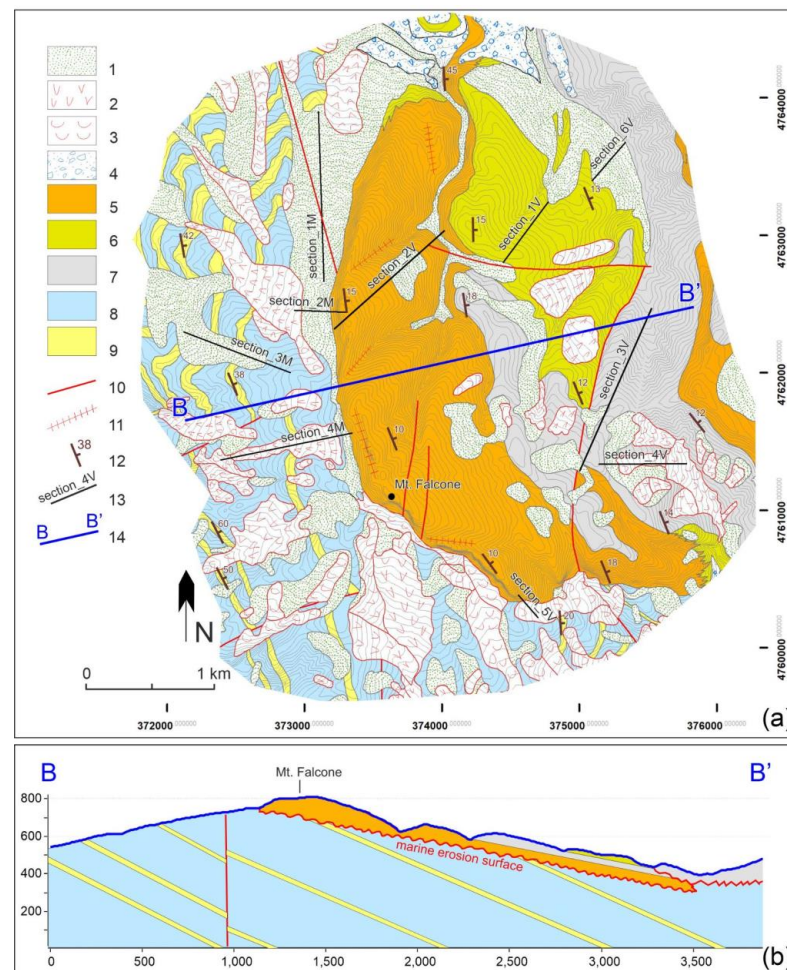 1
2
3
4
5
6
7
8
9
10
11
38
12
section_4V
13
B B'
14
N
0 1 km
45
section_6V
13
15
section_1V
42
section_1M
section_2V
15
18
section_2M
B'
section_3M
section_3V
38
12
B
12
section_4M
10
section_4V
Mt. Falcone
14
60
10
18
50
section_5V
20
4764000
4763000
4762000
4761000
4760000
372000 373000 374000 375000 376000
(a)
B B'
Mt. Falcone
800
600
400
200
marine erosion surface
0 500 1,000 1,500 2,000 2,500 3,000 3,500
(b)